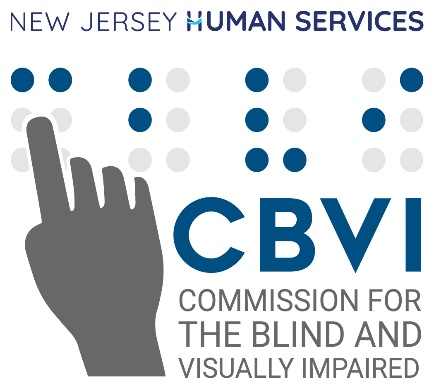 NEW JERSEY HUMAN SERVICES
⠉⠃⠧⠊
CBVI
COMMISSION FOR
THE BLIND AND
VISUALLY IMPAIRED